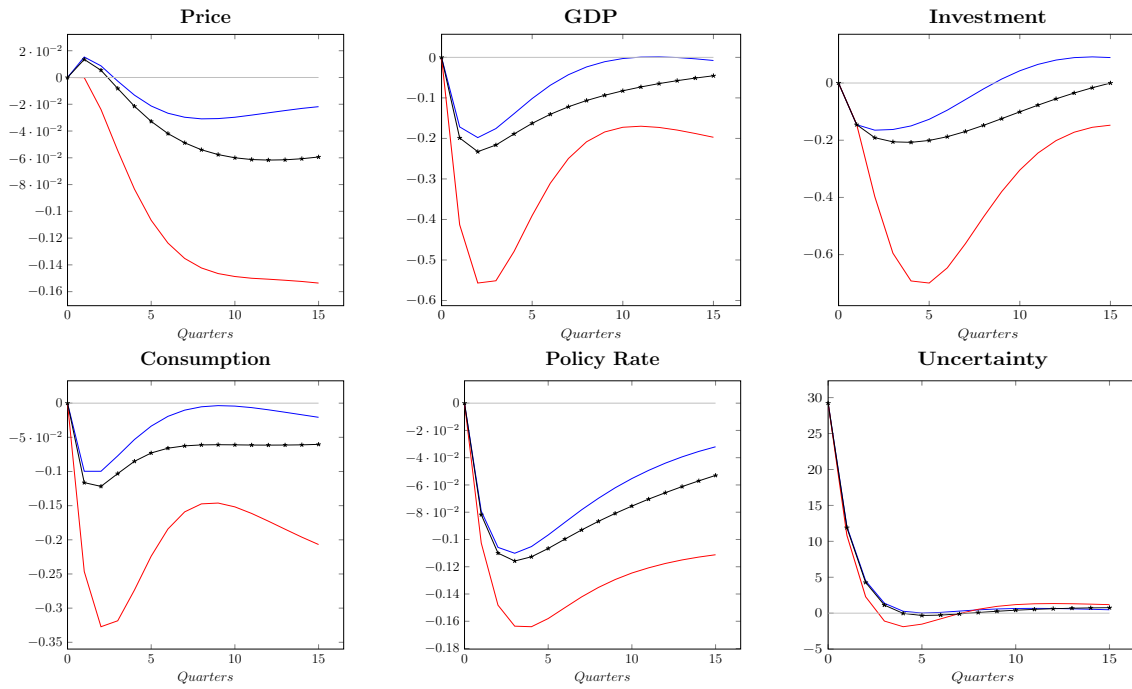 Price
2·10⁻²
0
−2·10⁻²
−4·10⁻²
−6·10⁻²
−8·10⁻²
−0.1
−0.12
−0.14
−0.16
0 5 10 15
Quarters
GDP
0
−0.1
−0.2
−0.3
−0.4
−0.5
−0.6
0 5 10 15
Quarters
Investment
0
−0.2
−0.4
−0.6
0 5 10 15
Quarters
Consumption
0
−5·10⁻²
−0.1
−0.15
−0.2
−0.25
−0.3
−0.35
0 5 10 15
Quarters
Policy Rate
0
−2·10⁻²
−4·10⁻²
−6·10⁻²
−8·10⁻²
−0.1
−0.12
−0.14
−0.16
−0.18
0 5 10 15
Quarters
Uncertainty
30
25
20
15
10
5
0
−5
0 5 10 15
Quarters